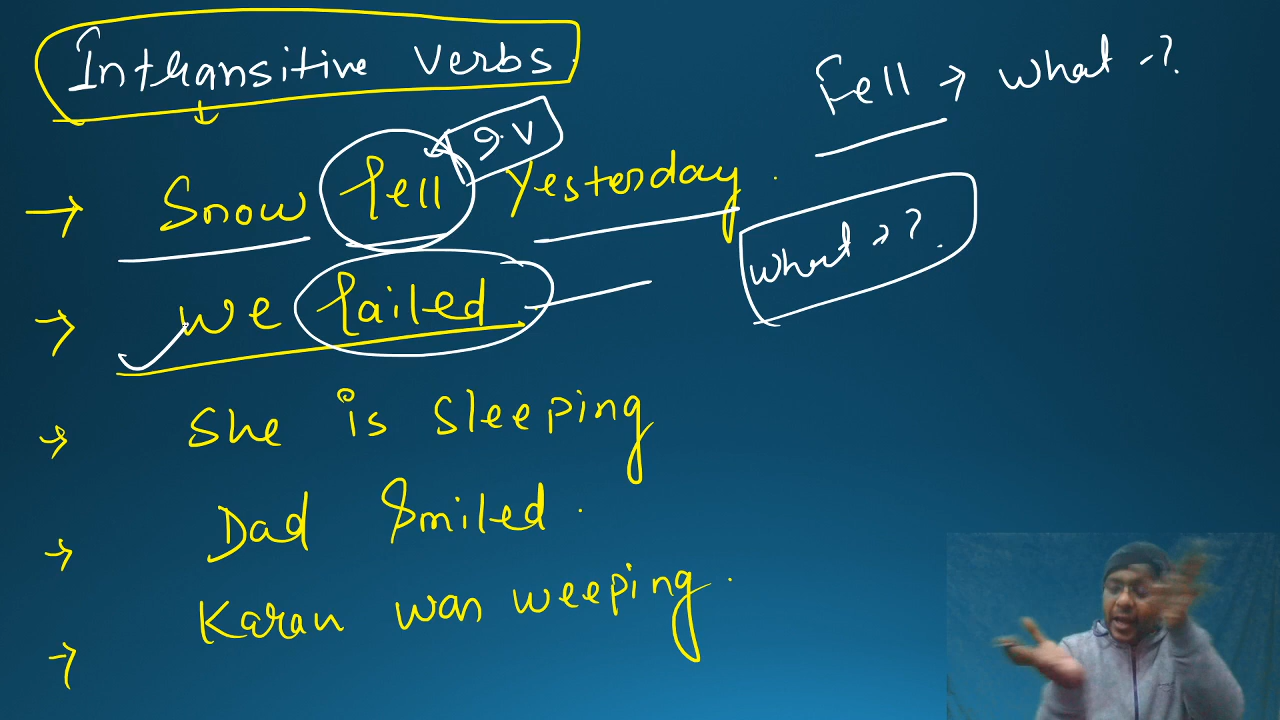 Intransitive Verbs
Fell → what -?
I.V
→ Snow fell Yesterday.
what → ?
→ We failed
→ She is sleeping
→ Dad Smiled.
→ Karan was weeping.
→